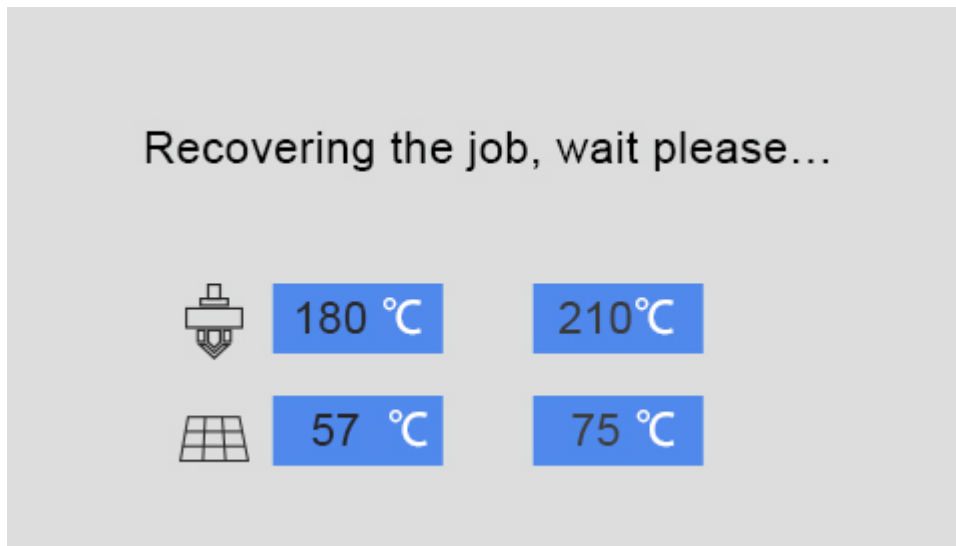 Recovering the job, wait please...
180 ℃ 210℃
57 ℃ 75 ℃